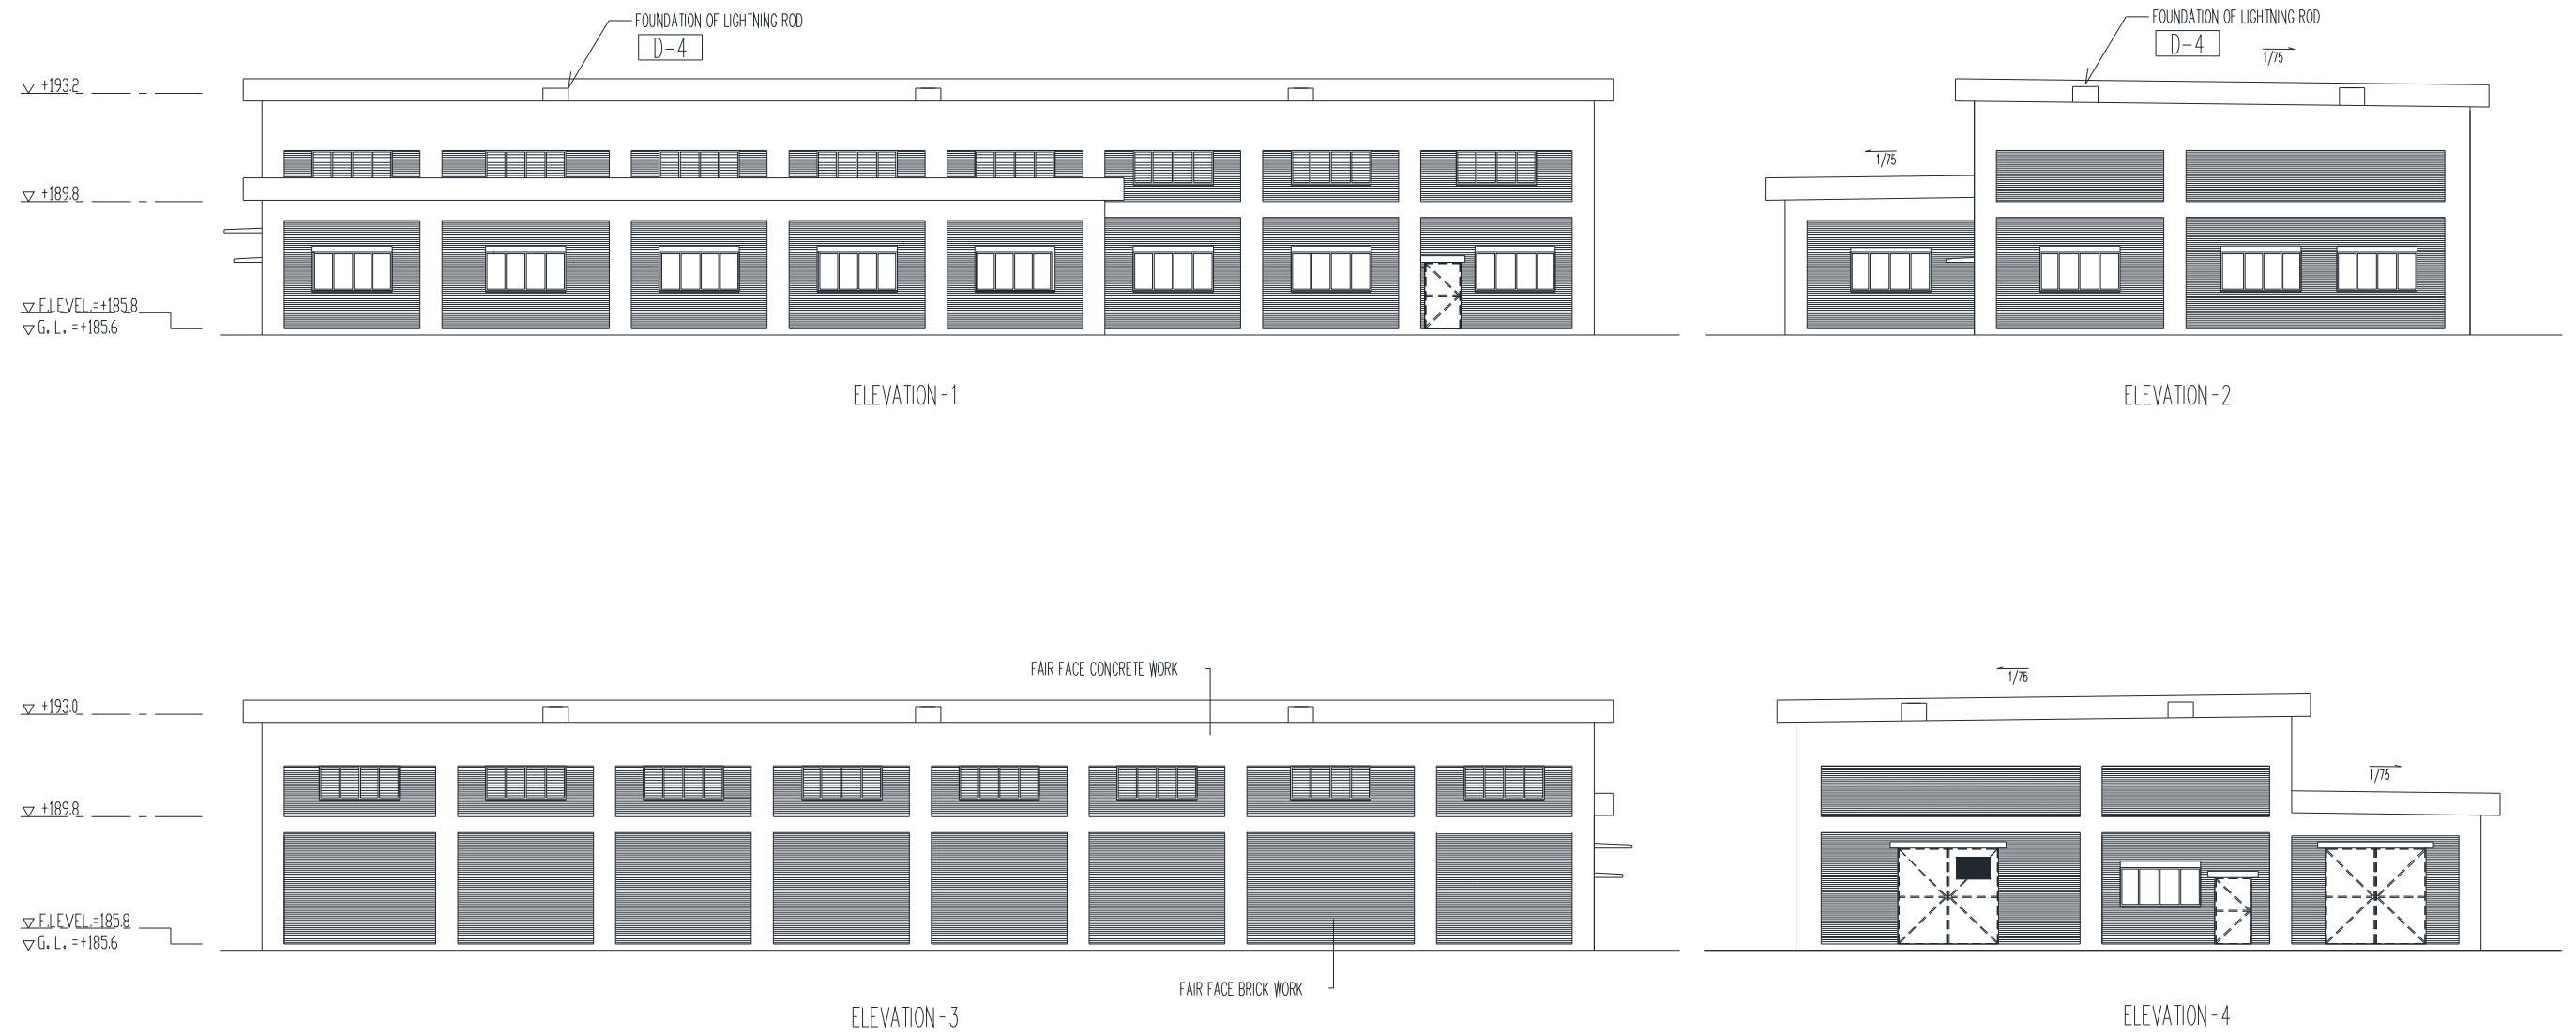 FOUNDATION OF LIGHTNING ROD
D-4
+193.2
+189.8
F.LEVEL.=+185.8
G.L.=+185.6
ELEVATION-1
FOUNDATION OF LIGHTNING ROD
D-4
1/75
1/75
ELEVATION-2
FAIR FACE CONCRETE WORK
+193.0
+189.8
F.LEVEL.=185.8
G.L.=+185.6
FAIR FACE BRICK WORK
ELEVATION-3
1/75
1/75
ELEVATION-4